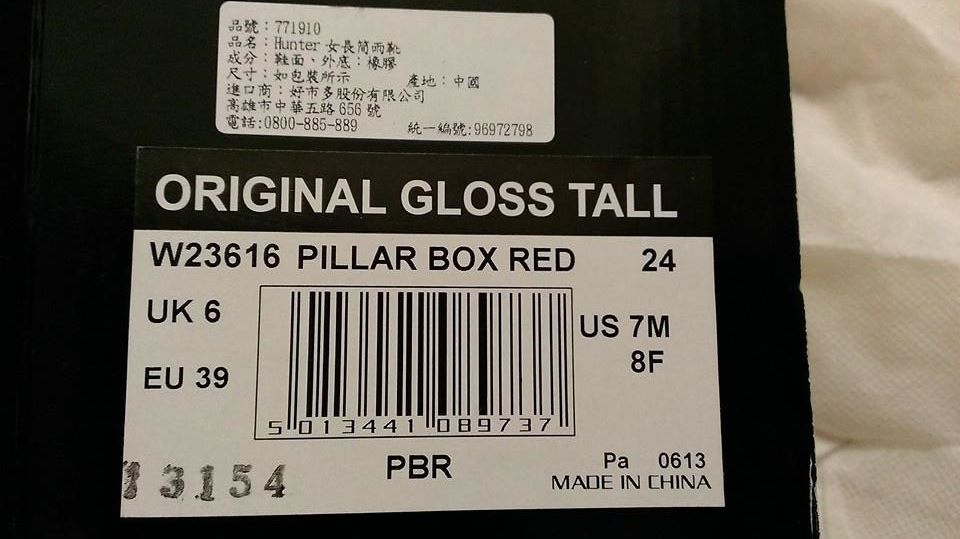 品號：771910
品名：Hunter 女長筒雨靴
成分：鞋面、外底：橡膠
尺寸：如包裝所示 產地：中國
進口商：好市多股份有限公司
高雄市中華五路 656 號
電話:0800-885-889 統一編號:96972798
ORIGINAL GLOSS TALL
W23616 PILLAR BOX RED 24
UK 6
US 7M
8F
EU 39
5 013441 089737
PBR
Pa 0613
MADE IN CHINA
3154